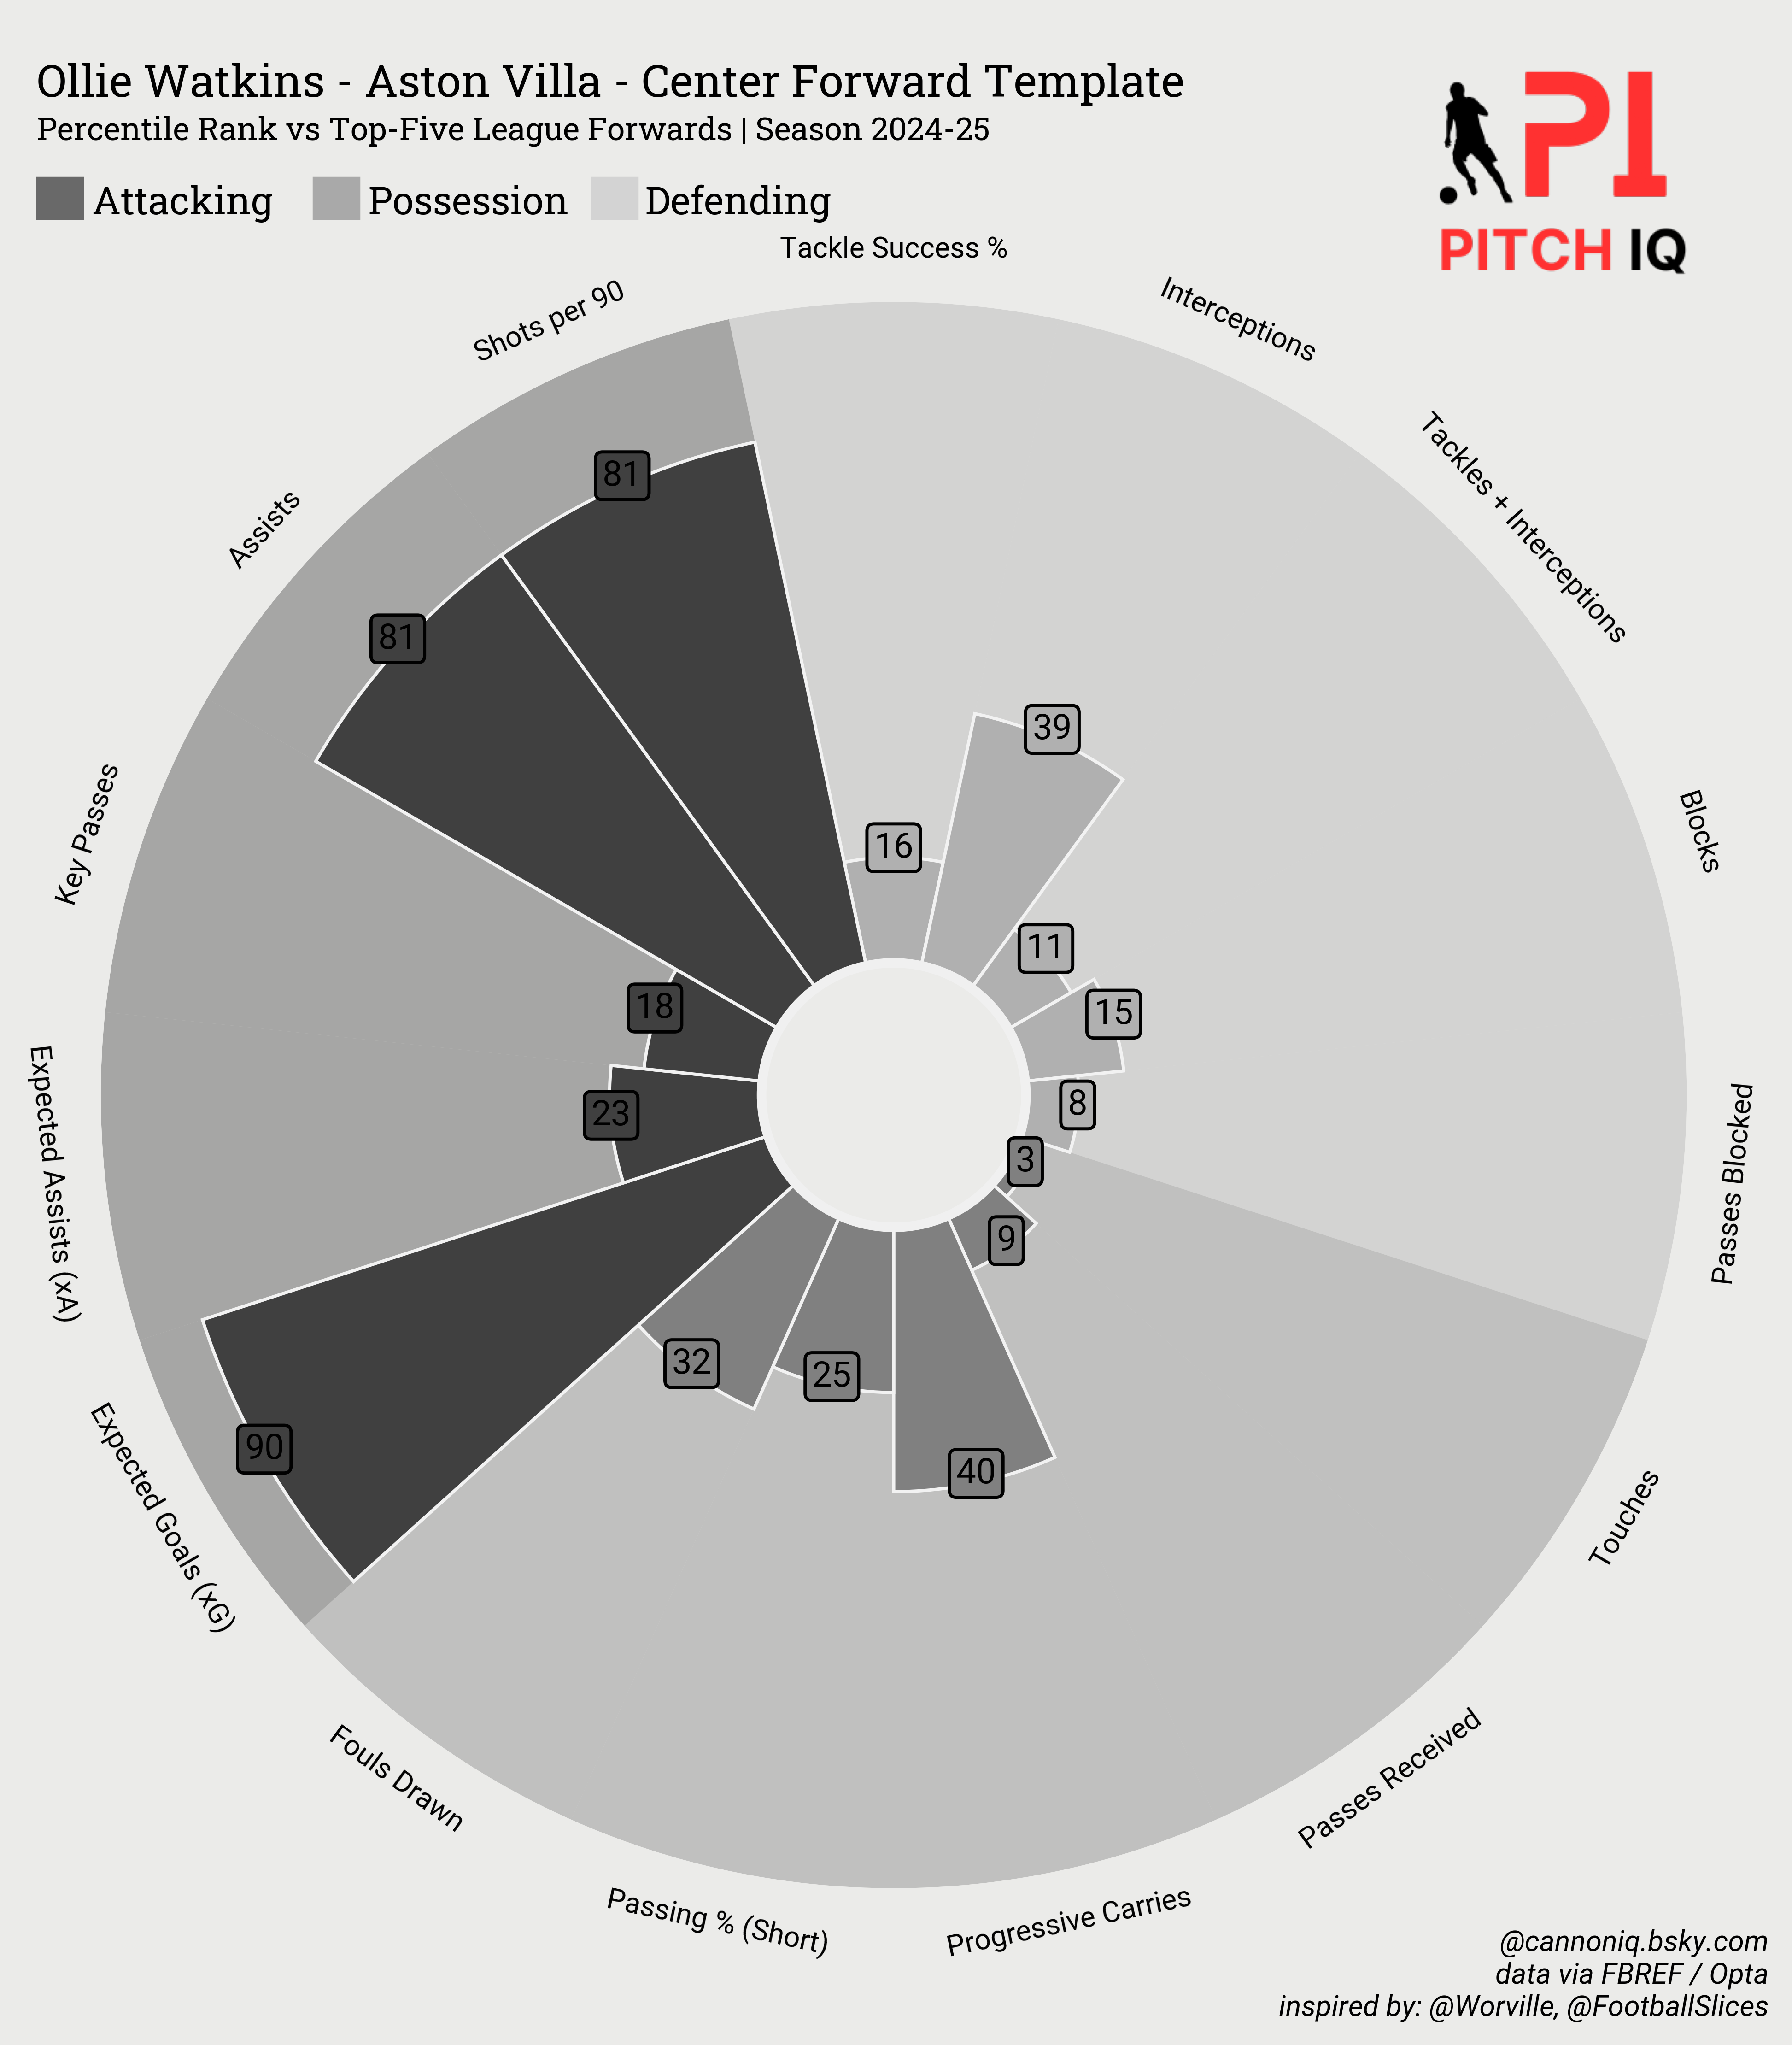 Ollie Watkins - Aston Villa - Center Forward Template
Percentile Rank vs Top-Five League Forwards | Season 2024-25
Attacking
Possession
Defending
PI
PITCH IQ
Tackle Success %
Interceptions
Tackles + Interceptions
Blocks
Passes Blocked
Touches
Passes Received
Progressive Carries
Passing % (Short)
Fouls Drawn
Expected Goals (xG)
Expected Assists (xA)
Key Passes
Assists
Shots per 90
16
39
11
15
8
3
9
40
25
32
90
23
18
81
81
@cannoniq.bsky.com
data via FBREF / Opta
inspired by: @Worville, @FootballSlices